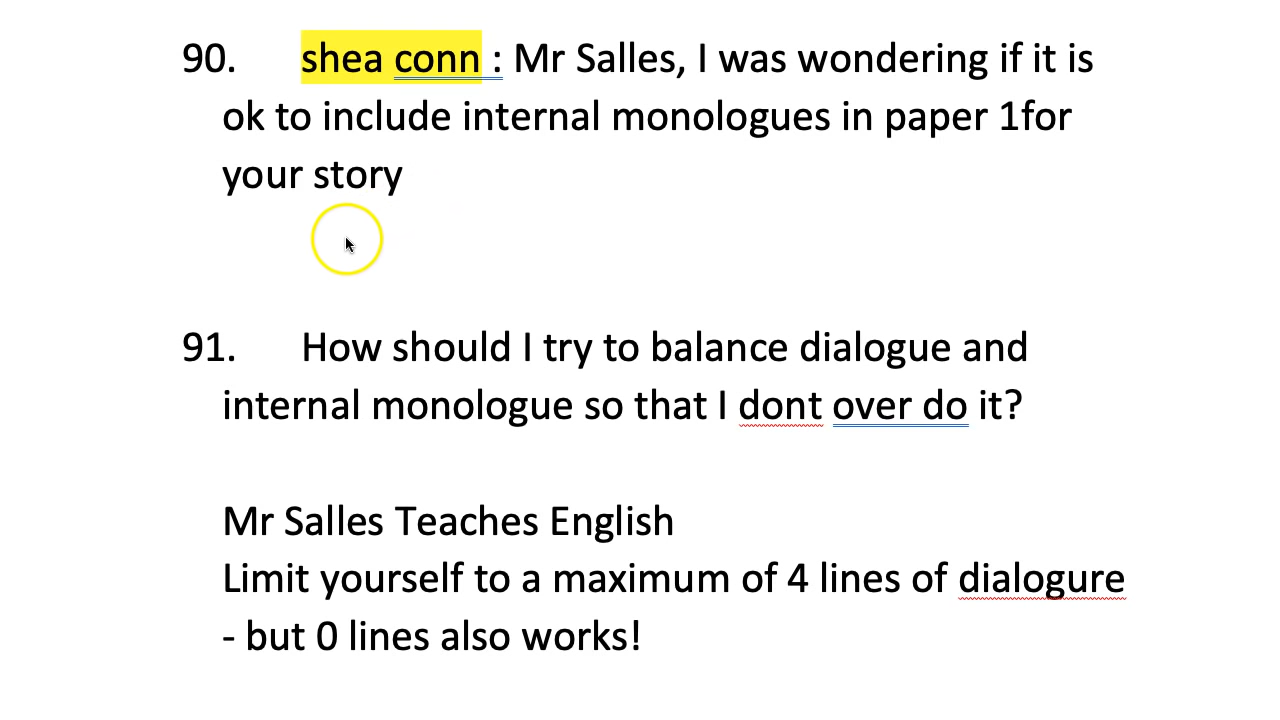 90. shea conn : Mr Salles, I was wondering if it is
ok to include internal monologues in paper 1for
your story
91. How should I try to balance dialogue and
internal monologue so that I dont over do it?
Mr Salles Teaches English
Limit yourself to a maximum of 4 lines of dialogure
- but 0 lines also works!